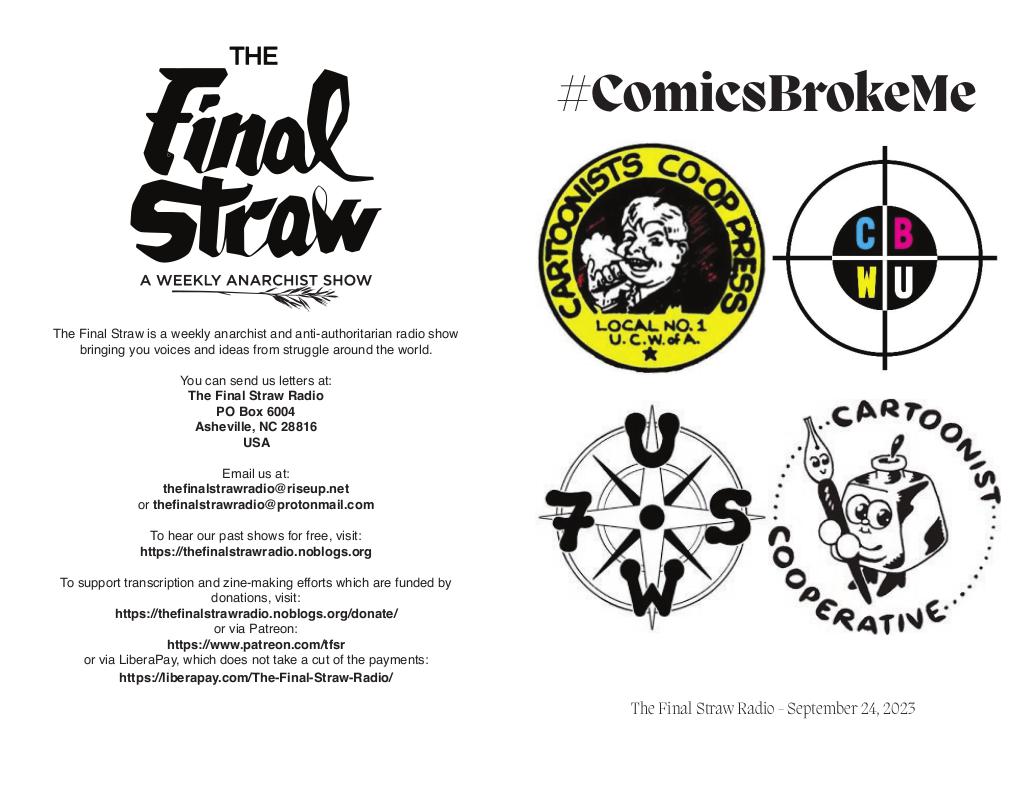 THE
Final
Straw
A WEEKLY ANARCHIST SHOW
The Final Straw is a weekly anarchist and anti-authoritarian radio show
bringing you voices and ideas from struggle around the world.
You can send us letters at:
The Final Straw Radio
PO Box 6004
Asheville, NC 28816
USA
Email us at:
thefinalstrawradio@riseup.net
or thefinalstrawradio@protonmail.com
To hear our past shows for free, visit:
https://thefinalstrawradio.noblogs.org
To support transcription and zine-making efforts which are funded by
donations, visit:
https://thefinalstrawradio.noblogs.org/donate/
or via Patreon:
https://www.patreon.com/tfsr
or via LiberaPay, which does not take a cut of the payments:
https://liberapay.com/The-Final-Straw-Radio/
#ComicsBrokeMe
CARTOONISTS CO-OP PRESS
LOCAL NO. 1
U.C.W. of A.
C B
W U
U
7 S
W
CARTOONIST
COOPERATIVE
The Final Straw Radio - September 24, 2023